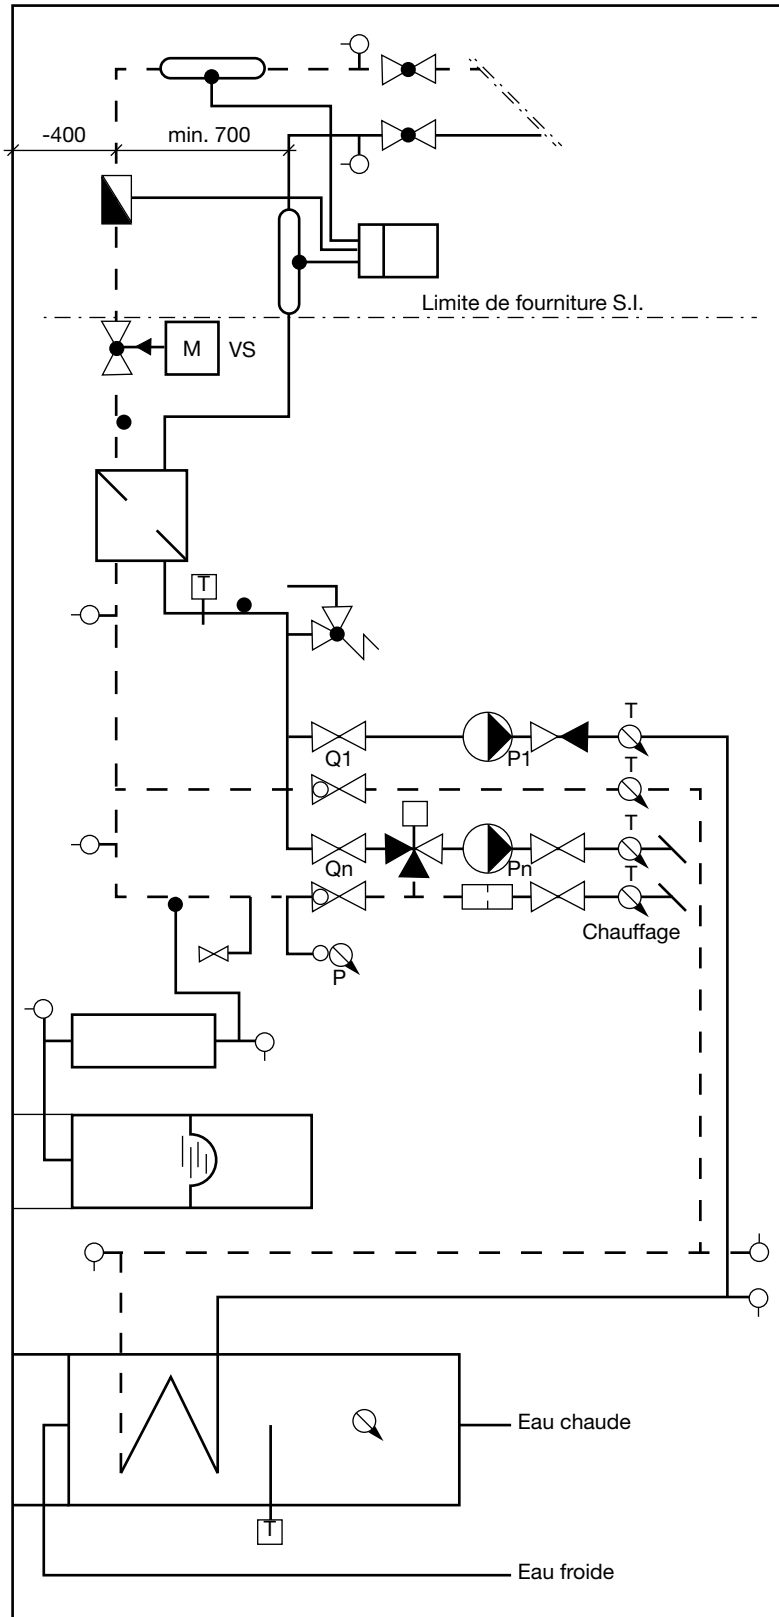 -400
min. 700
Limite de fourniture S.I.
M
VS
T
T
Q1
P1
T
T
Qn
Pn
T
Chauffage
P
Eau chaude
T
Eau froide